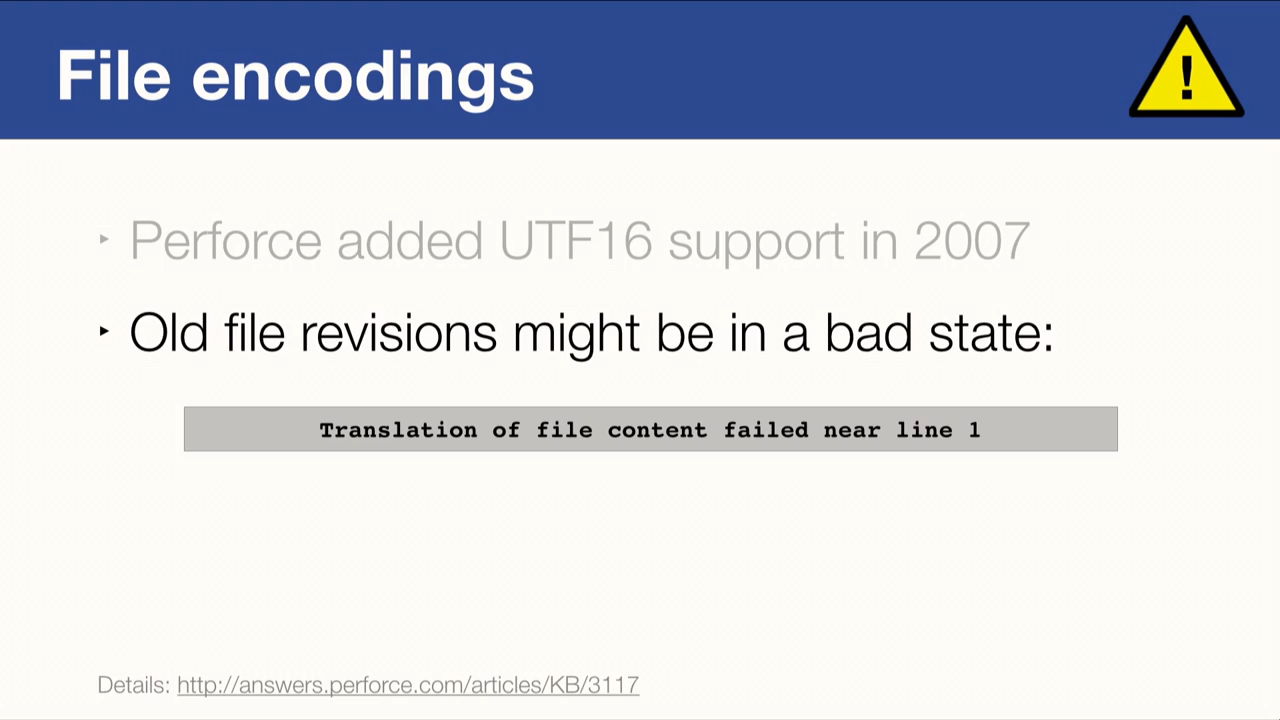 File encodings
!
‣ Perforce added UTF16 support in 2007
‣ Old file revisions might be in a bad state:
Translation of file content failed near line 1
Details: http://answers.perforce.com/articles/KB/3117